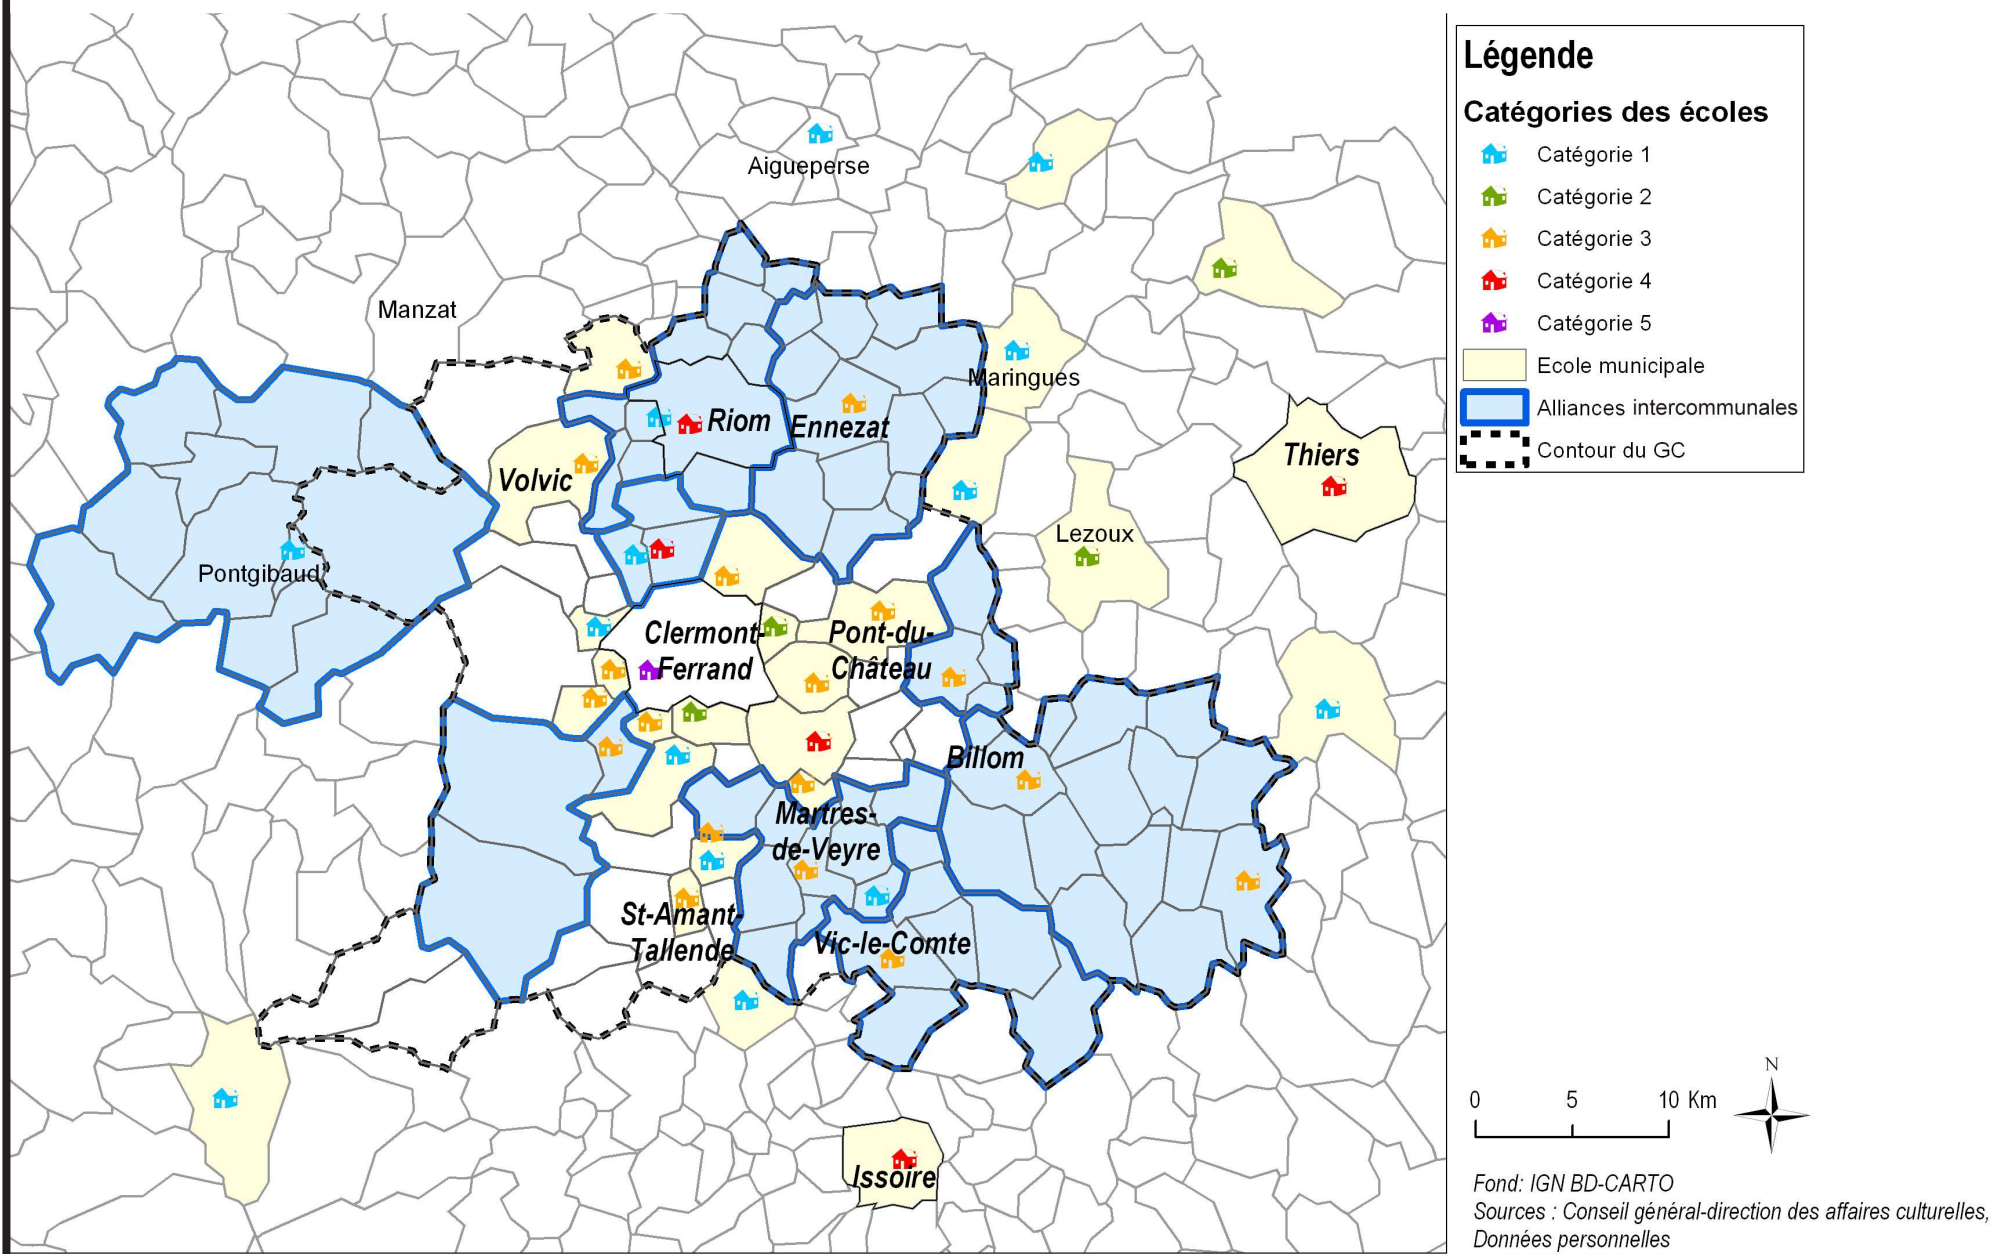 Aigueperse
Manzat
Maringues
Riom
Ennezat
Volvic
Thiers
Lezoux
Pontgibaud
Clermont-
Ferrand
Pont-du-
Château
Billom
Martres-
de-Veyre
St-Amant-
Tallende
Vic-le-Comte
Issoire
Légende
Catégories des écoles
Catégorie 1
Catégorie 2
Catégorie 3
Catégorie 4
Catégorie 5
Ecole municipale
Alliances intercommunales
Contour du GC
N
0 5 10 Km
Fond: IGN BD-CARTO
Sources : Conseil général-direction des affaires culturelles,
Données personnelles